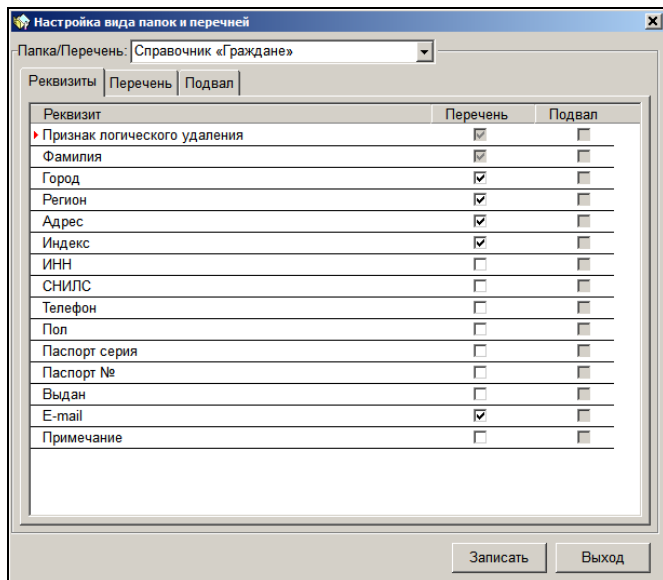 Настройка вида папок и перечней
Папка/Перечень: Справочник «Граждане»
Реквизиты Перечень Подвал
Реквизит Перечень Подвал
Признак логического удаления
Фамилия
Город
Регион
Адрес
Индекс
ИНН
СНИЛС
Телефон
Пол
Паспорт серия
Паспорт №
Выдан
E-mail
Примечание
Записать Выход